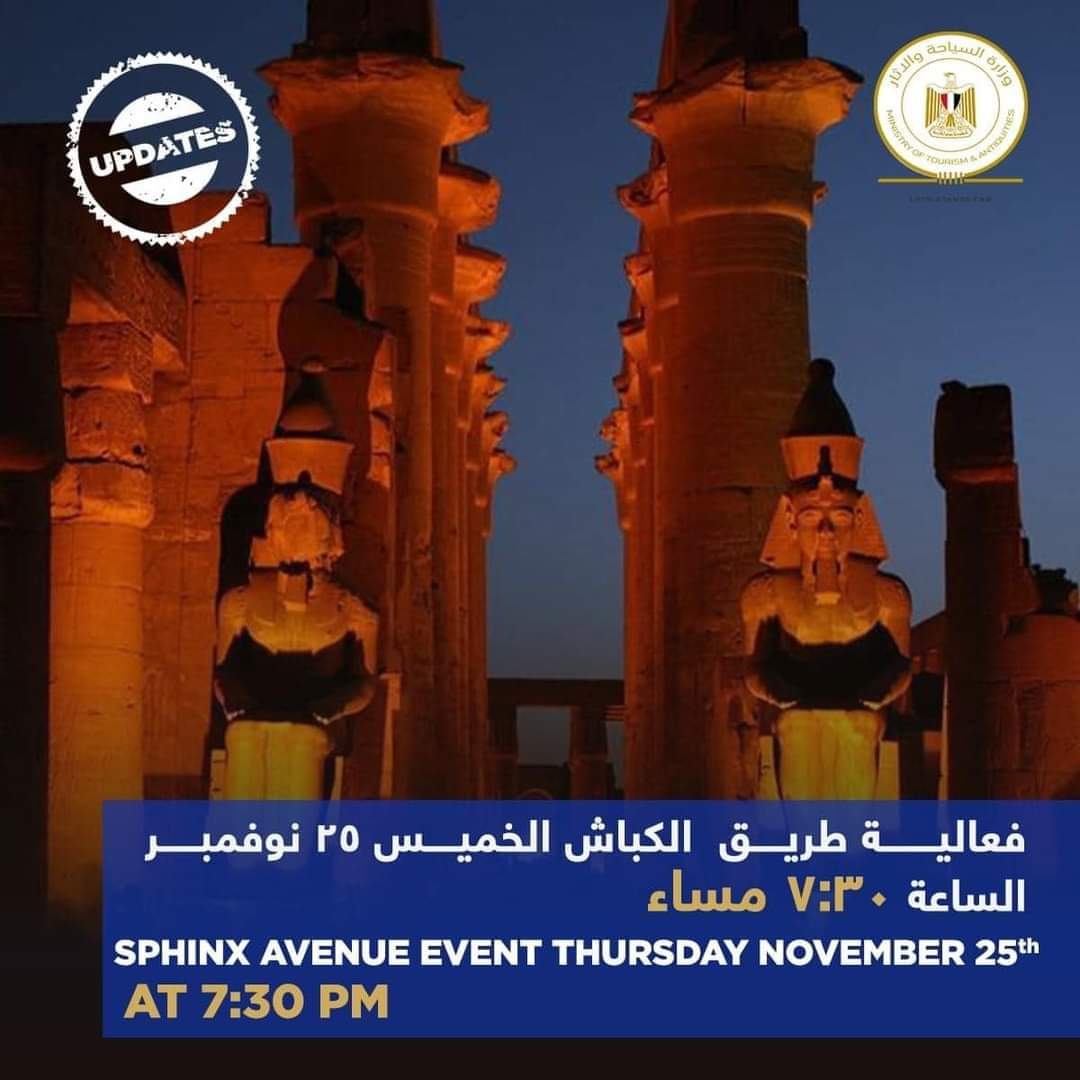 UPDATES
وزارة السياحة والآثار
MINISTRY OF TOURISM & ANTIQUITIES
فعاليــــة طريــق الكباش الخميــس ٢٥ نوفمبــر
الساعة ٧:٣٠ مساء
SPHINX AVENUE EVENT THURSDAY NOVEMBER 25th
AT 7:30 PM